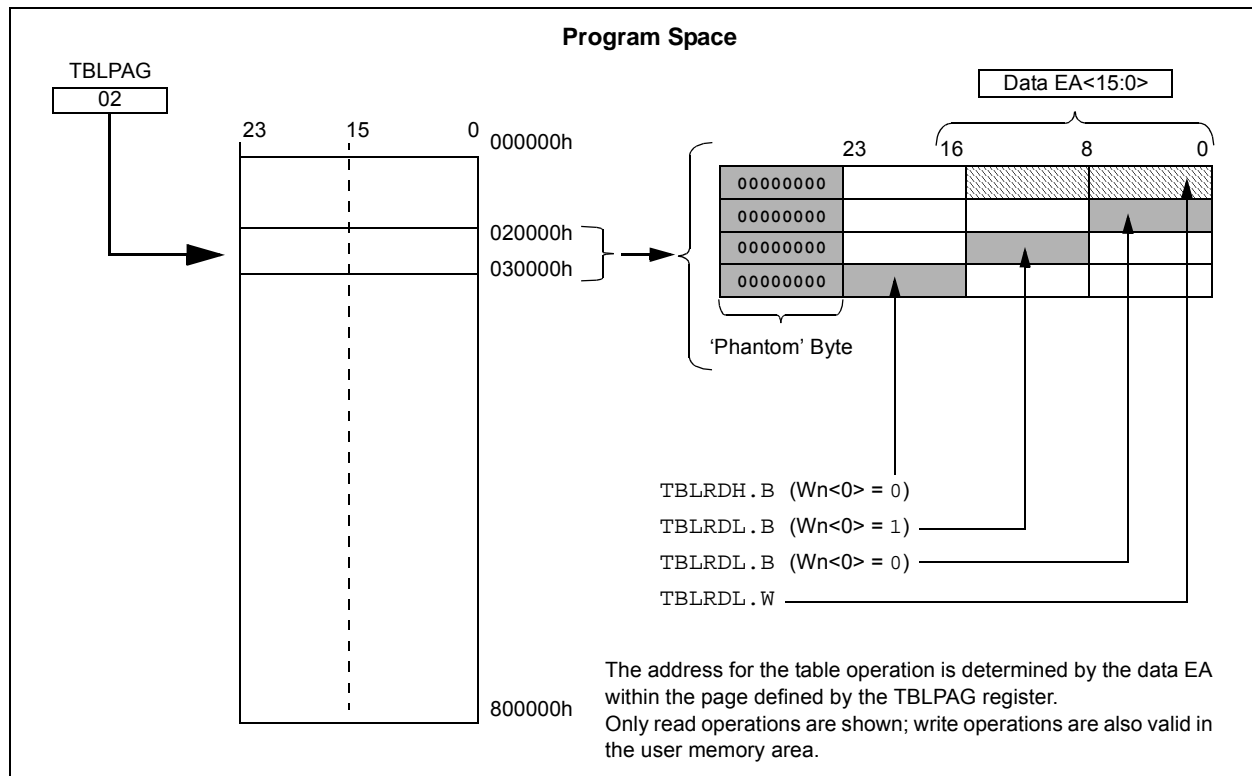 Program Space
TBLPAG
02
Data EA<15:0>
23 15 0
000000h
020000h
030000h
800000h
23 16 8 0
00000000
00000000
00000000
00000000
'Phantom' Byte
TBLRDH.B (Wn<0> = 0)
TBLRDL.B (Wn<0> = 1)
TBLRDL.B (Wn<0> = 0)
TBLRDL.W
The address for the table operation is determined by the data EA
within the page defined by the TBLPAG register.
Only read operations are shown; write operations are also valid in
the user memory area.